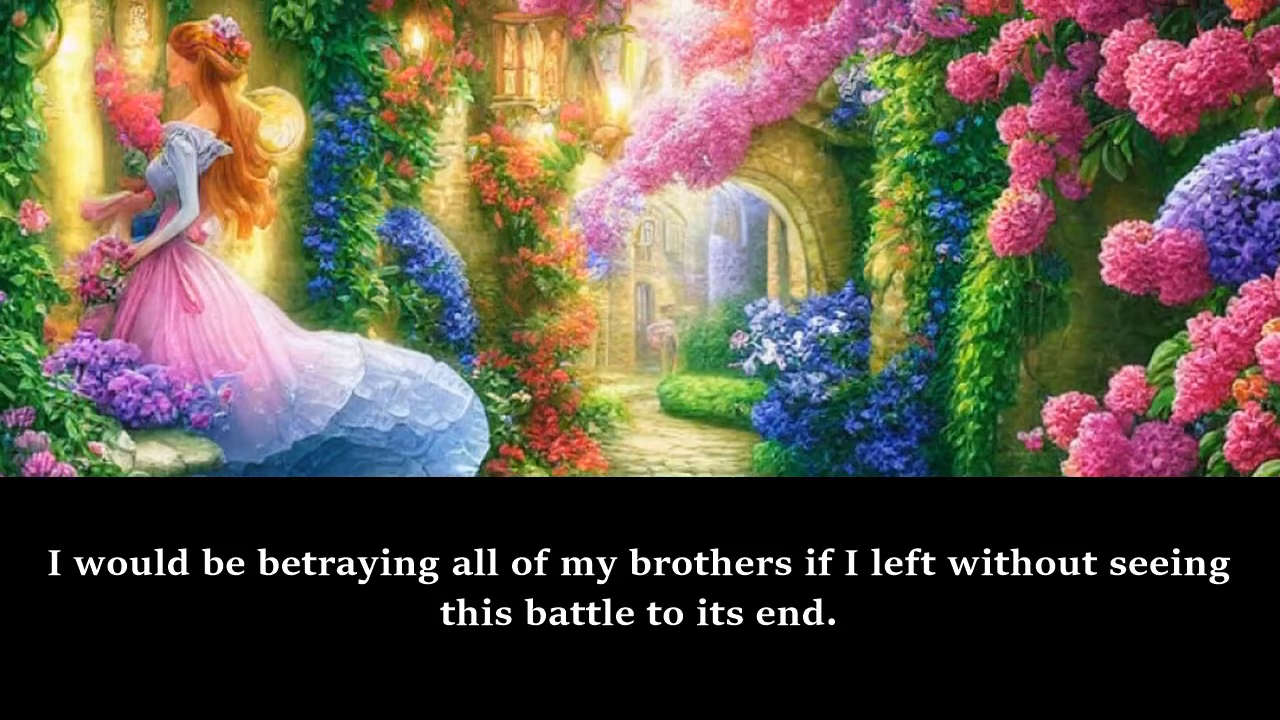 I would be betraying all of my brothers if I left without seeing
this battle to its end.